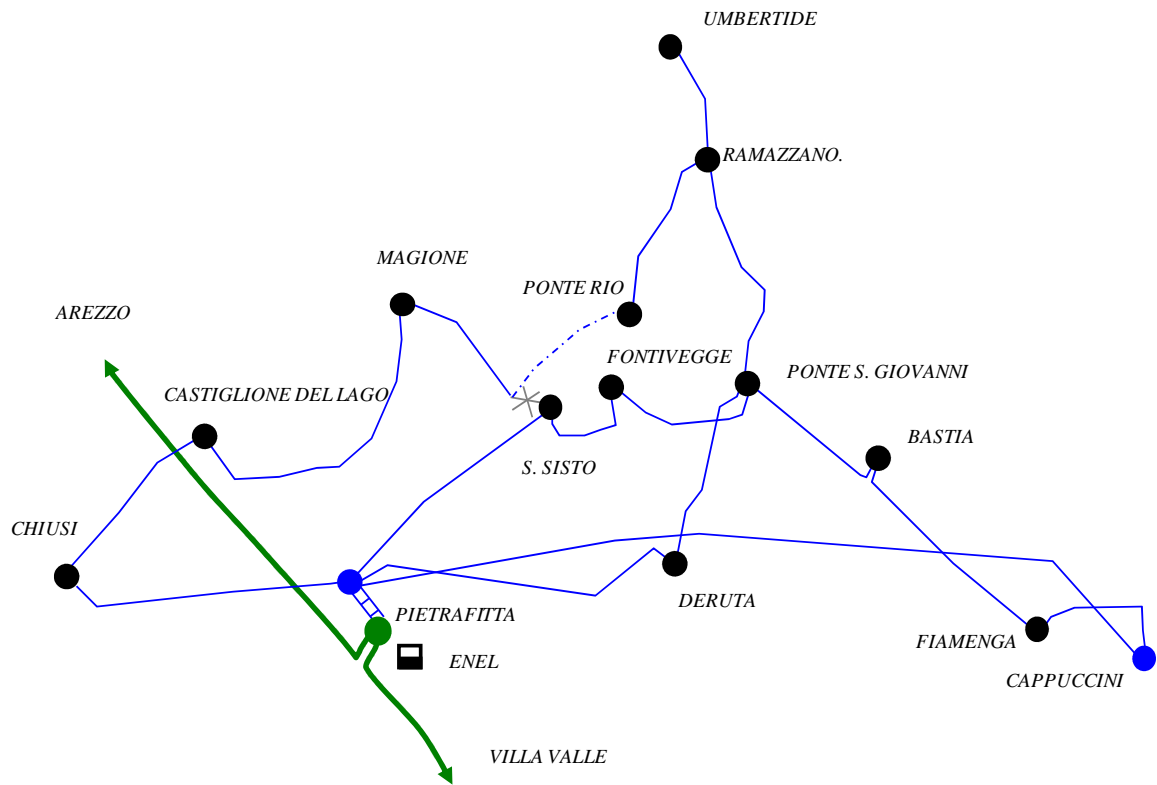 UMBERTIDE
RAMAZZANO.
MAGIONE
PONTE RIO
AREZZO
FONTIVEGGE
PONTE S. GIOVANNI
CASTIGLIONE DEL LAGO
BASTIA
S. SISTO
CHIUSI
DERUTA
PIETRAFITTA
FIAMENGA
ENEL
CAPPUCCINI
VILLA VALLE